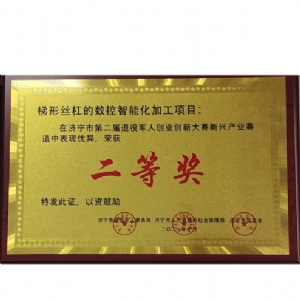 梯形丝杠的数控智能化加工项目：
在济宁市第二届退役军人创业创新大赛新兴产业赛
道中表现优异，荣获
二等奖
特发此证，以资鼓励